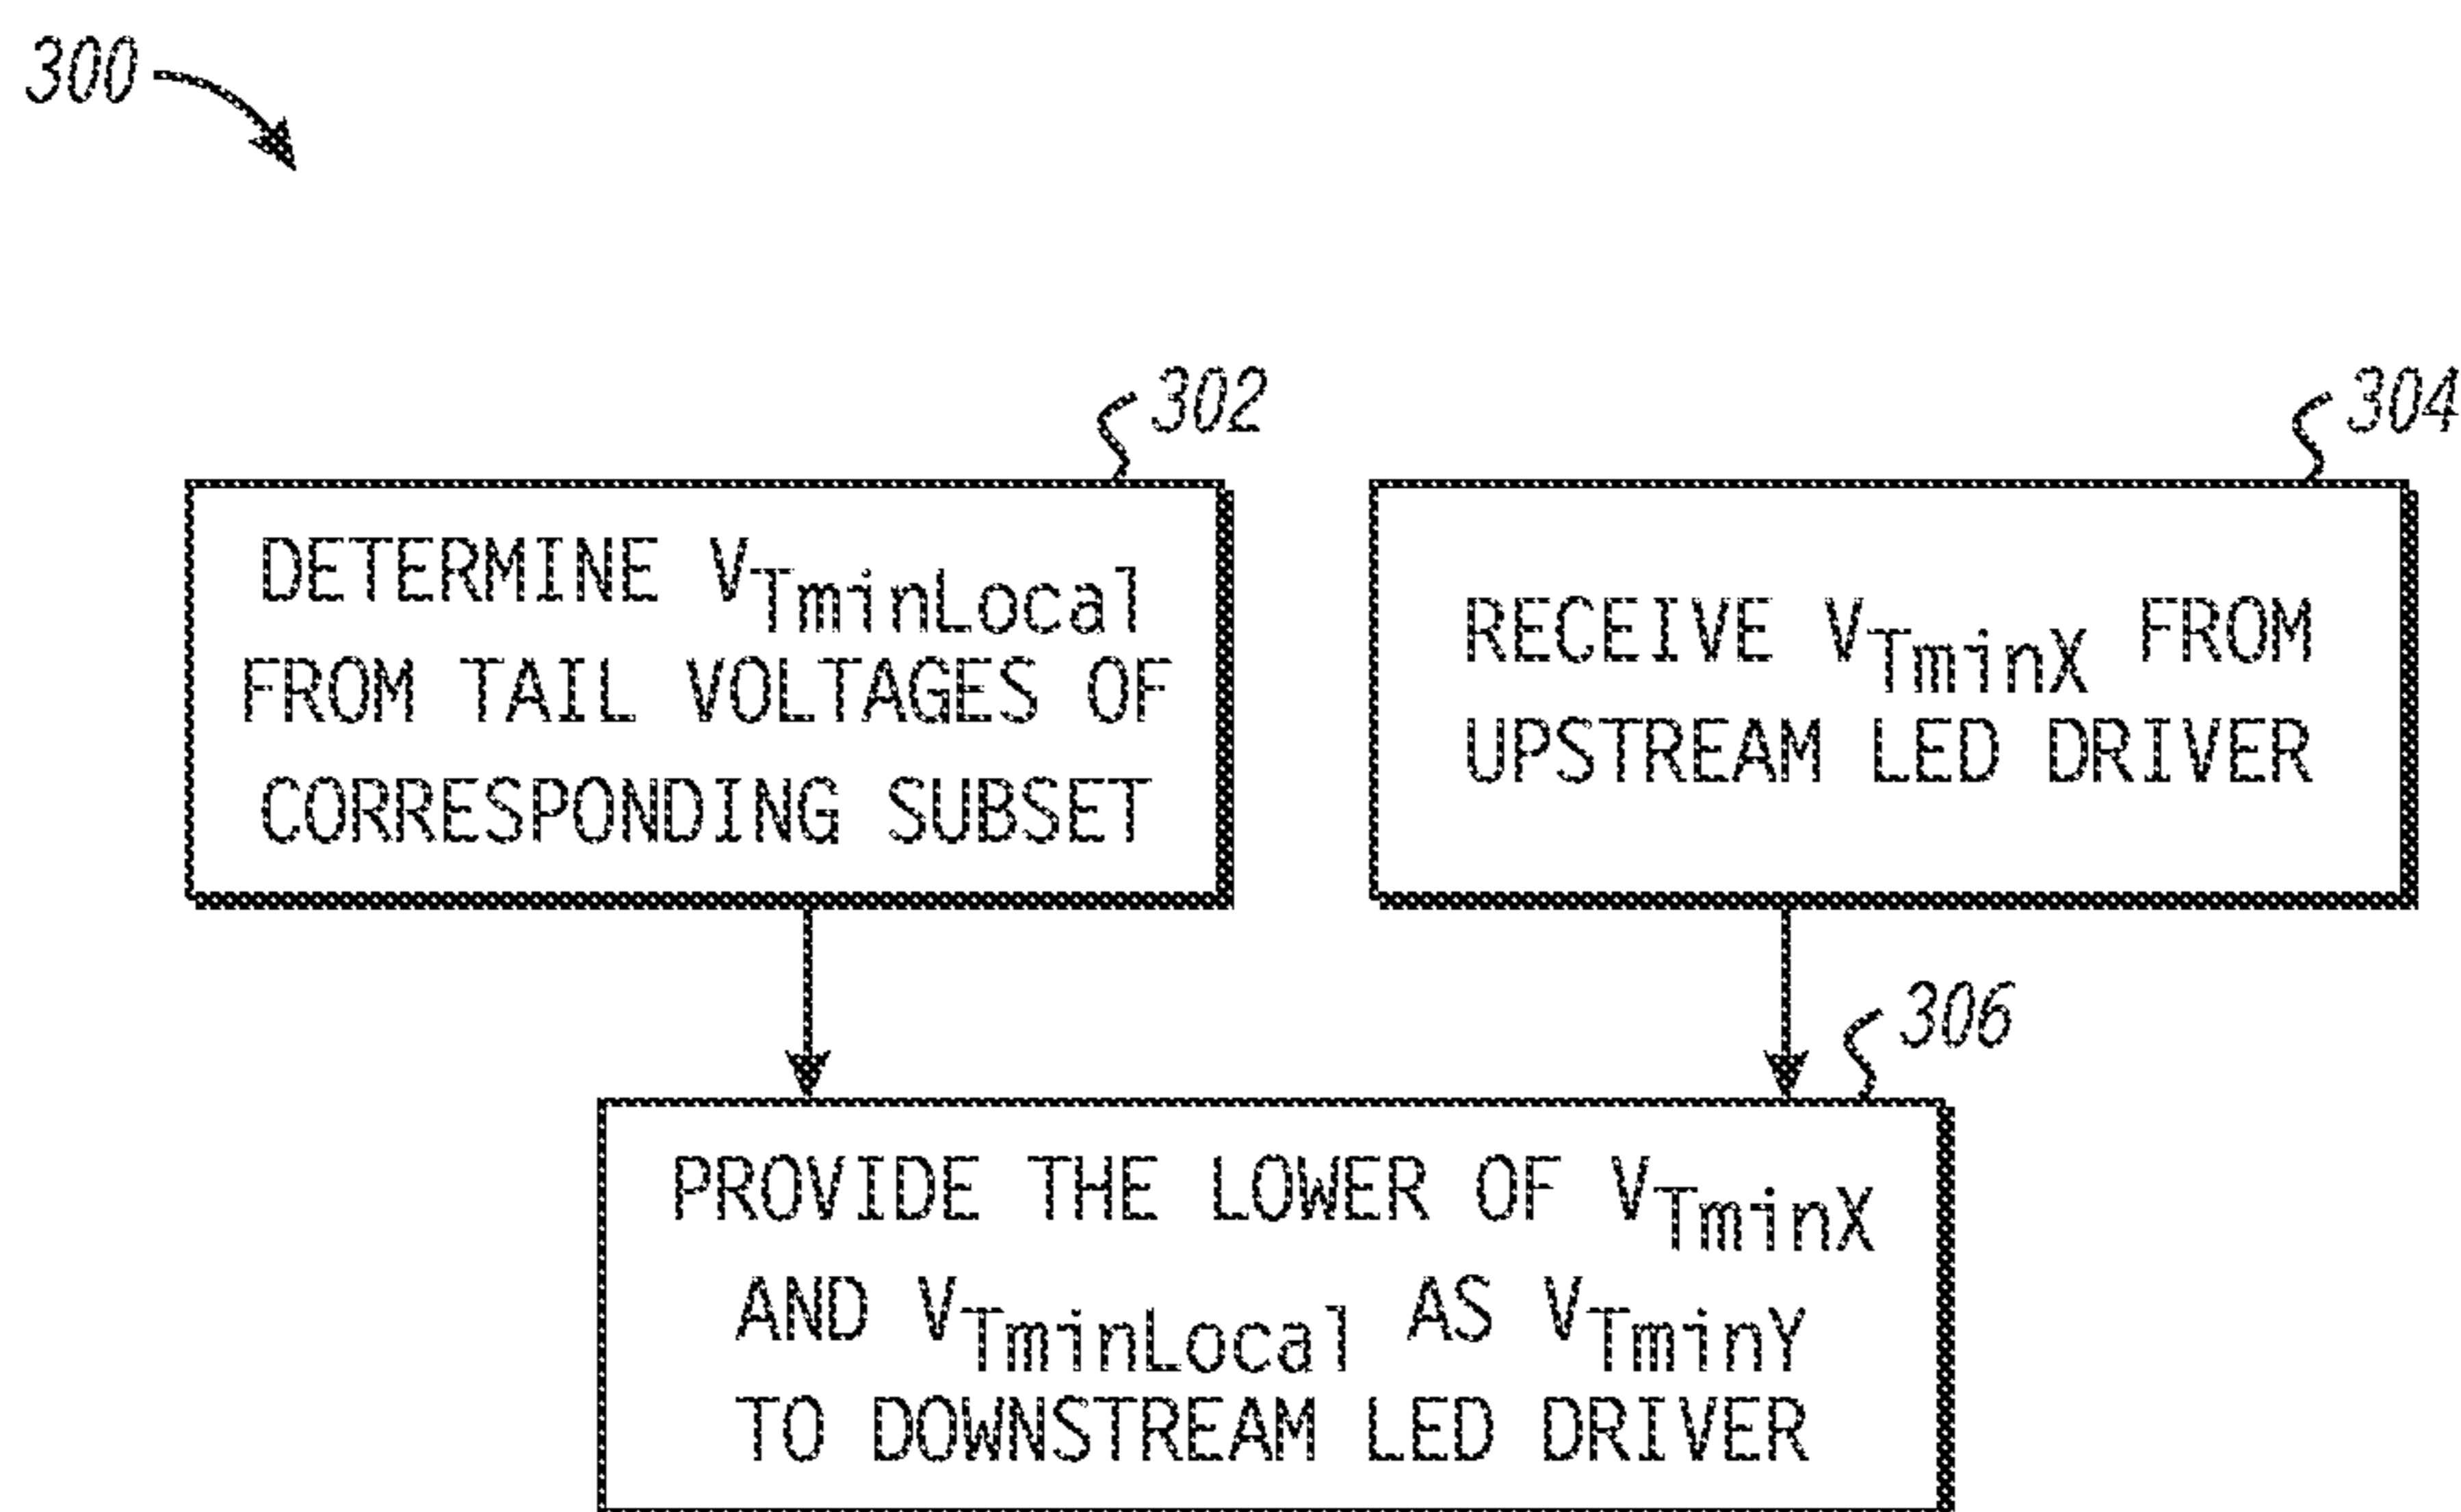 300
302
304
DETERMINE VTminLocal
FROM TAIL VOLTAGES OF
CORRESPONDING SUBSET
RECEIVE VTminX FROM
UPSTREAM LED DRIVER
306
PROVIDE THE LOWER OF VTminX
AND VTminLocal AS VTminY
TO DOWNSTREAM LED DRIVER